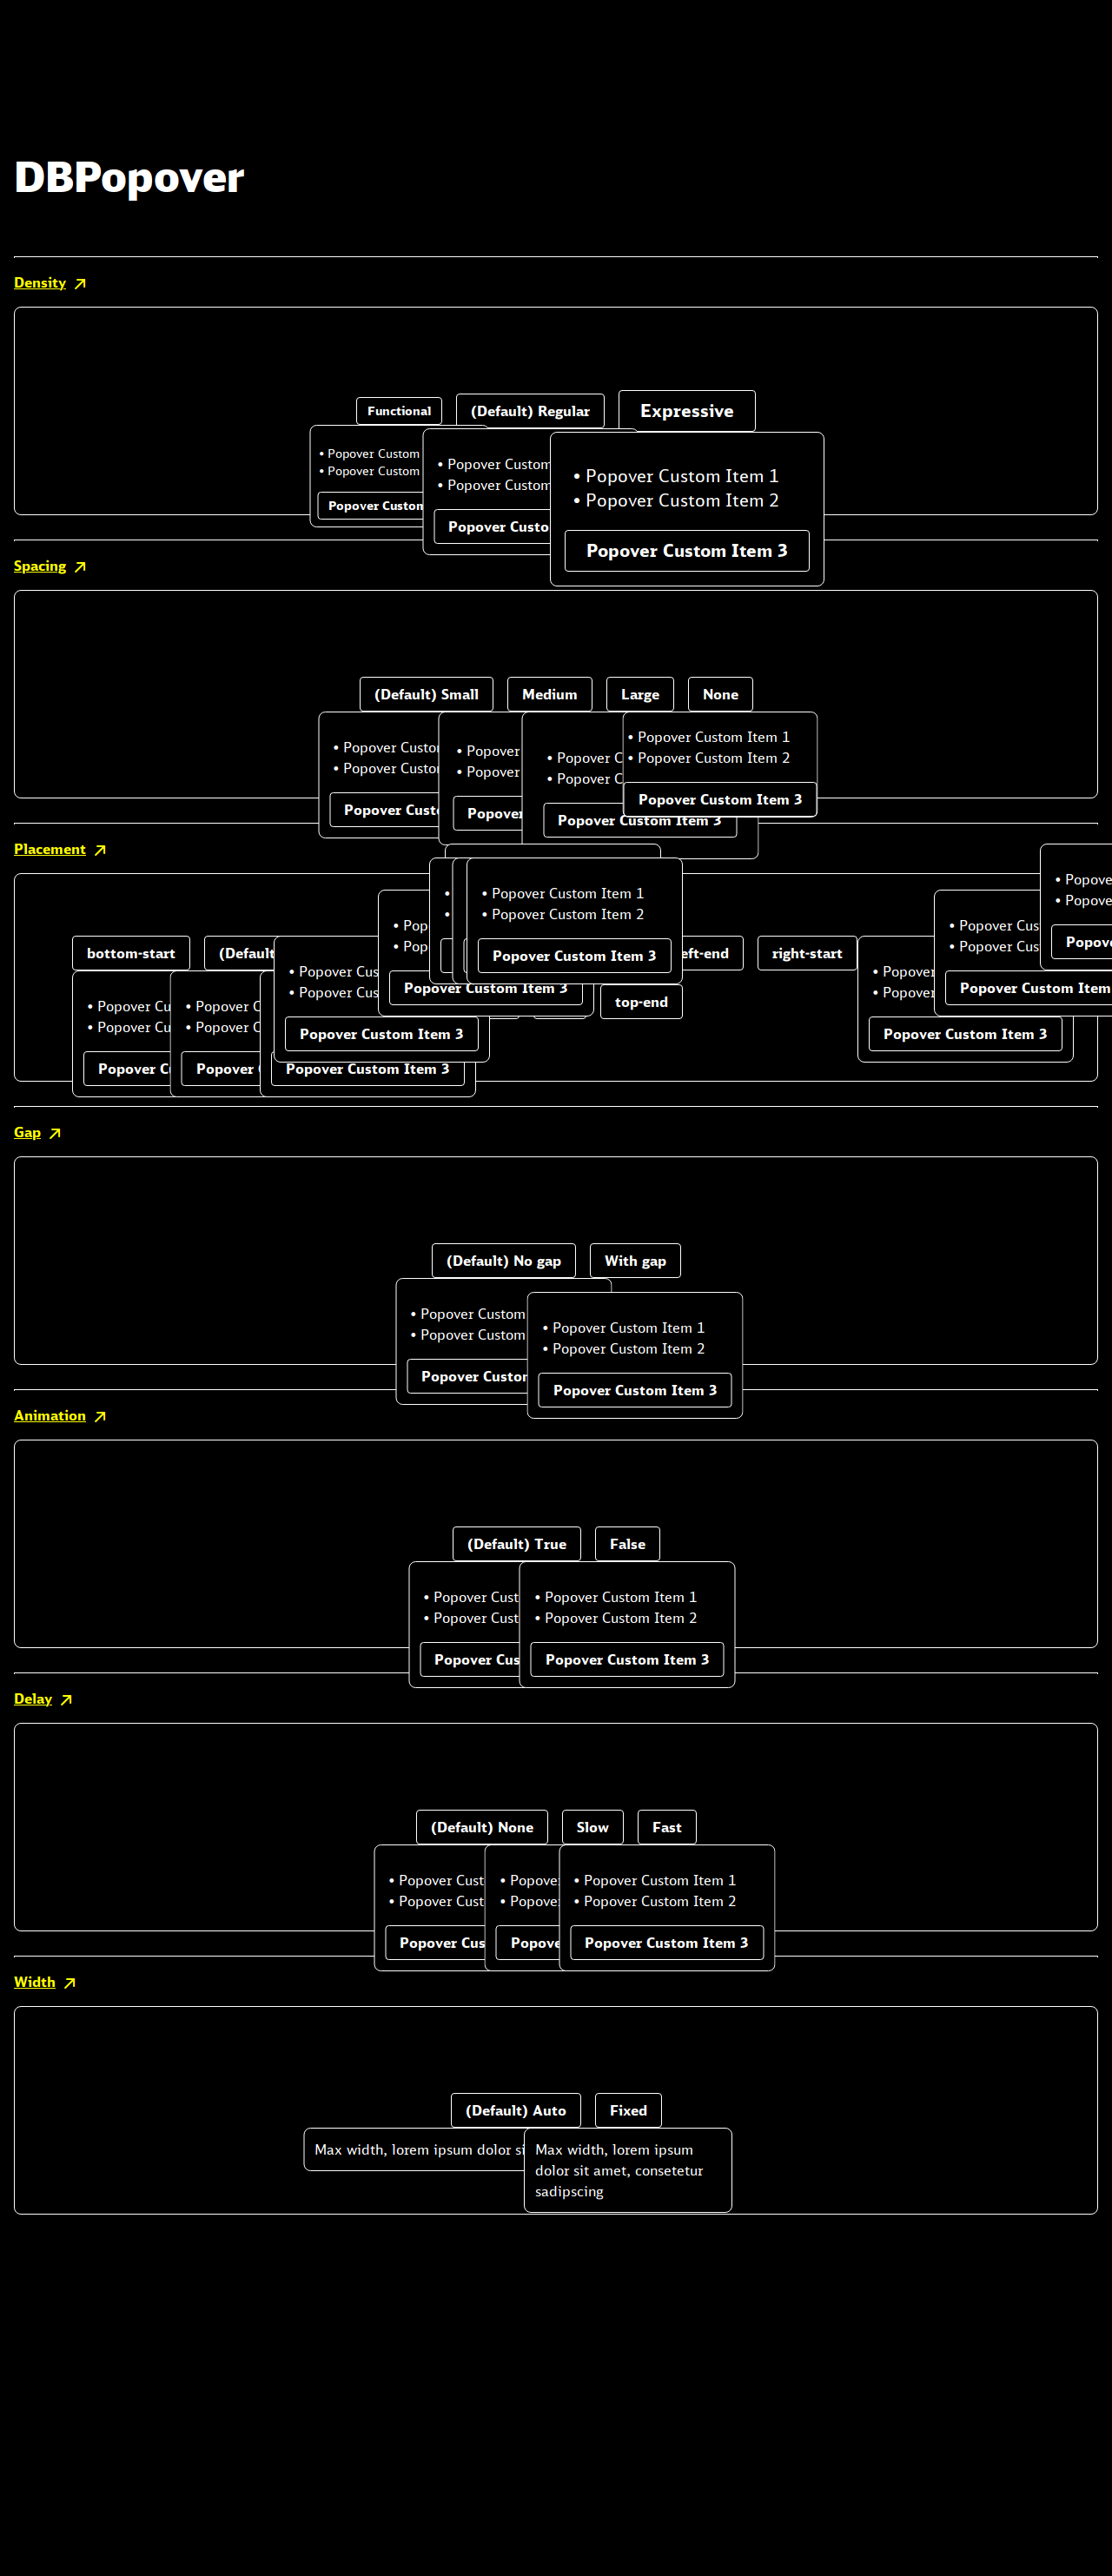 DBPopover
Density
Functional
(Default) Regular
Expressive
• Popover Custom
• Popover Custom
Popover Custom
• Popover Custom
• Popover Custom
Popover Custo
• Popover Custom Item 1
• Popover Custom Item 2
Popover Custom Item 3
Spacing
(Default) Small
Medium
Large
None
• Popover Custo
• Popover Custo
Popover Cust
• Popover
• Popover
Popover
• Popover C
• Popover C
Popover Custom Item 3
• Popover Custom Item 1
• Popover Custom Item 2
Popover Custom Item 3
Placement
bottom-start
(Default
eft-end
right-start
top-end
• Popover Cu
• Popover Cu
Popover C
• Popover C
• Popover C
Popover
Popover Custom Item 3
• Popover Cus
• Popover Cus
Popover Custom Item 3
• Pop
• Pop
Popover Custom Item 3
• Popover Custom Item 1
• Popover Custom Item 2
Popover Custom Item 3
• Popover
• Popover
Popover Custom Item 3
• Popover Cus
• Popover Cus
Popover Custom Item
• Popove
• Popove
Popove
Gap
(Default) No gap
With gap
• Popover Custom
• Popover Custom
Popover Custom
• Popover Custom Item 1
• Popover Custom Item 2
Popover Custom Item 3
Animation
(Default) True
False
• Popover Cust
• Popover Cust
Popover Cus
• Popover Custom Item 1
• Popover Custom Item 2
Popover Custom Item 3
Delay
(Default) None
Slow
Fast
• Popover Cust
• Popover Cust
Popover Cus
• Popove
• Popove
Popove
• Popover Custom Item 1
• Popover Custom Item 2
Popover Custom Item 3
Width
(Default) Auto
Fixed
Max width, lorem ipsum dolor si
Max width, lorem ipsum
dolor sit amet, consetetur
sadipscing